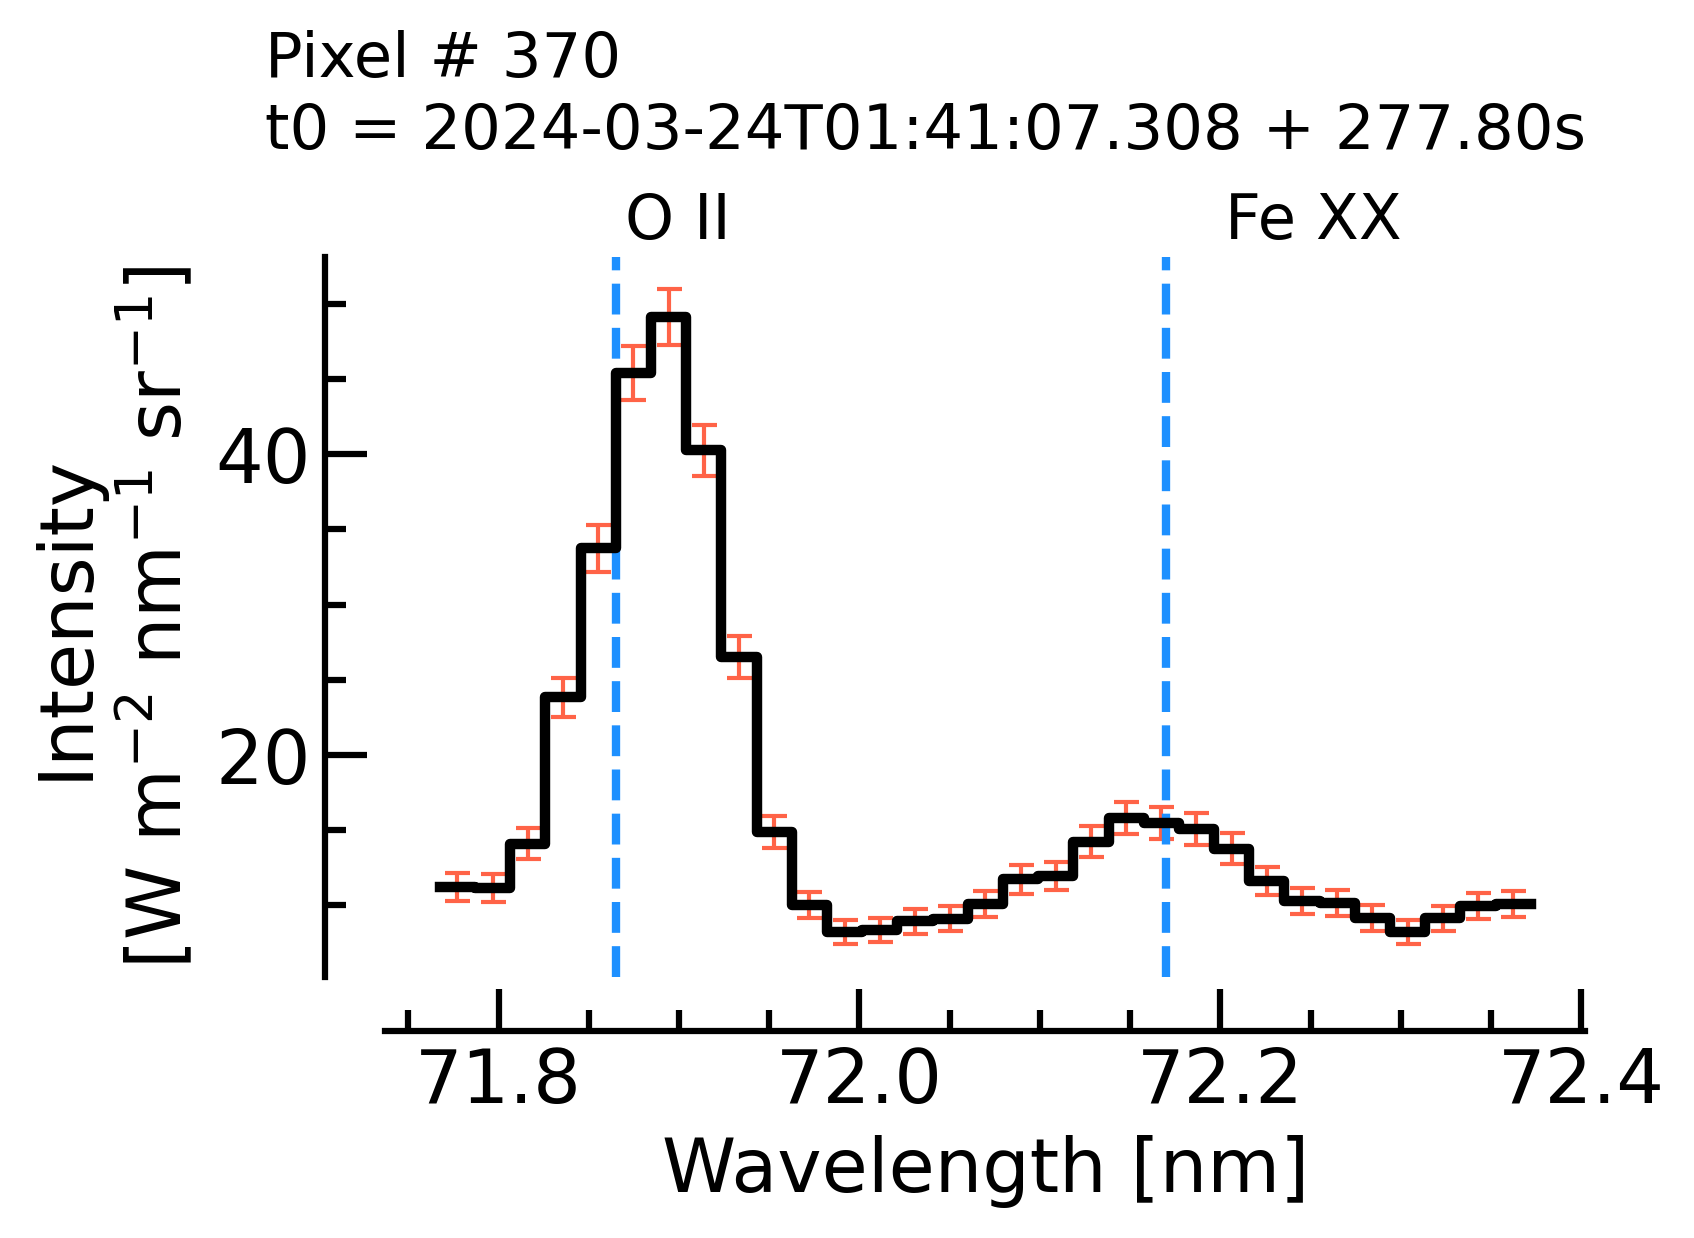 Pixel # 370
t0 = 2024-03-24T01:41:07.308 + 277.80s
O II Fe XX
Intensity
[W m⁻² nm⁻¹ sr⁻¹]
40
20
71.8 72.0 72.2 72.4
Wavelength [nm]